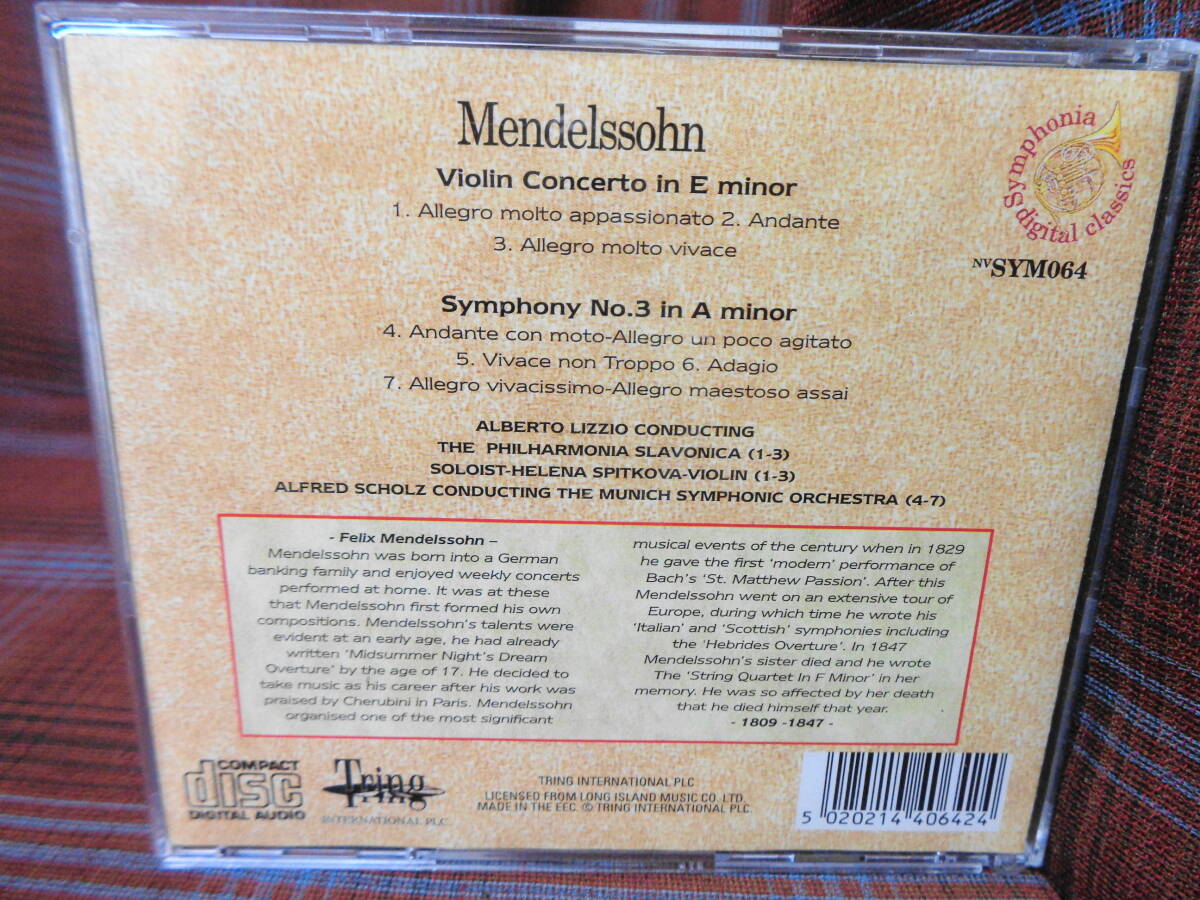 Mendelssohn
Violin Concerto in E minor
1. Allegro molto appassionato 2. Andante
3. Allegro molto vivace
Symphonia
digital classics
NVSYM064
Symphony No.3 in A minor
4. Andante con moto-Allegro un poco agitato
5. Vivace non Troppo 6. Adagio
7. Allegro vivacissimo-Allegro maestoso assai
ALBERTO LIZZIO CONDUCTING
THE PHILHARMONIA SLAVONICA (1-3)
SOLOIST-HELENA SPITKOVA-VIOLIN (1-3)
ALFRED SCHOLZ CONDUCTING THE MUNICH SYMPHONIC ORCHESTRA (4-7)
- Felix Mendelssohn –
Mendelssohn was born into a German
banking family and enjoyed weekly concerts
performed at home. It was at these
that Mendelssohn first formed his own
compositions. Mendelssohn's talents were
evident at an early age, he had already
written 'Midsummer Night's Dream
Overture' by the age of 17. He decided to
take music as his career after his work was
praised by Cherubini in Paris. Mendelssohn
organised one of the most significant
musical events of the century when in 1829
he gave the first 'modern' performance of
Bach's 'St. Matthew Passion'. After this
Mendelssohn went on an extensive tour of
Europe, during which time he wrote his
'Italian' and 'Scottish' symphonies including
the 'Hebrides Overture'. In 1847
Mendelssohn's sister died and he wrote
The 'String Quartet In F Minor' in her
memory. He was so affected by her death
that he died himself that year.
- 1809 -1847 -
COMPACT
disc
DIGITAL AUDIO
Tring
INTERNATIONAL PLC
TRING INTERNATIONAL PLC
LICENSED FROM LONG ISLAND MUSIC CO. LTD.
MADE IN THE EEC © TRING INTERNATIONAL PLC.
5 020214 406424